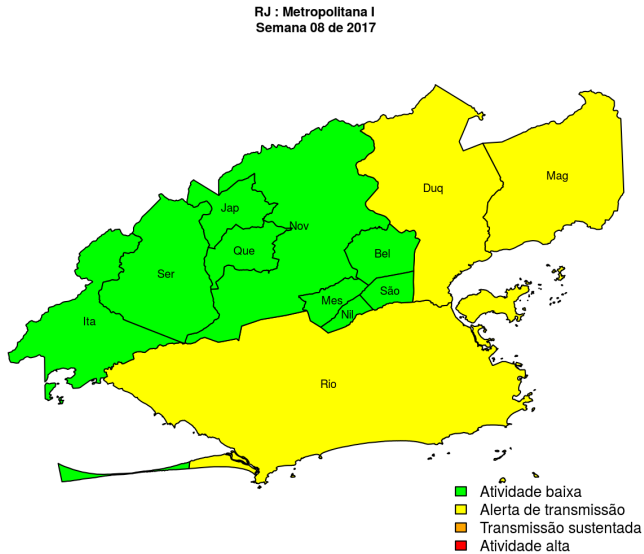 RJ : Metropolitana I
Semana 08 de 2017
Mag
Duq
Jap
Nov
Que
Bel
Ser
São
Mes
Nil
Ita
Rio
Atividade baixa
Alerta de transmissão
Transmissão sustentada
Atividade alta